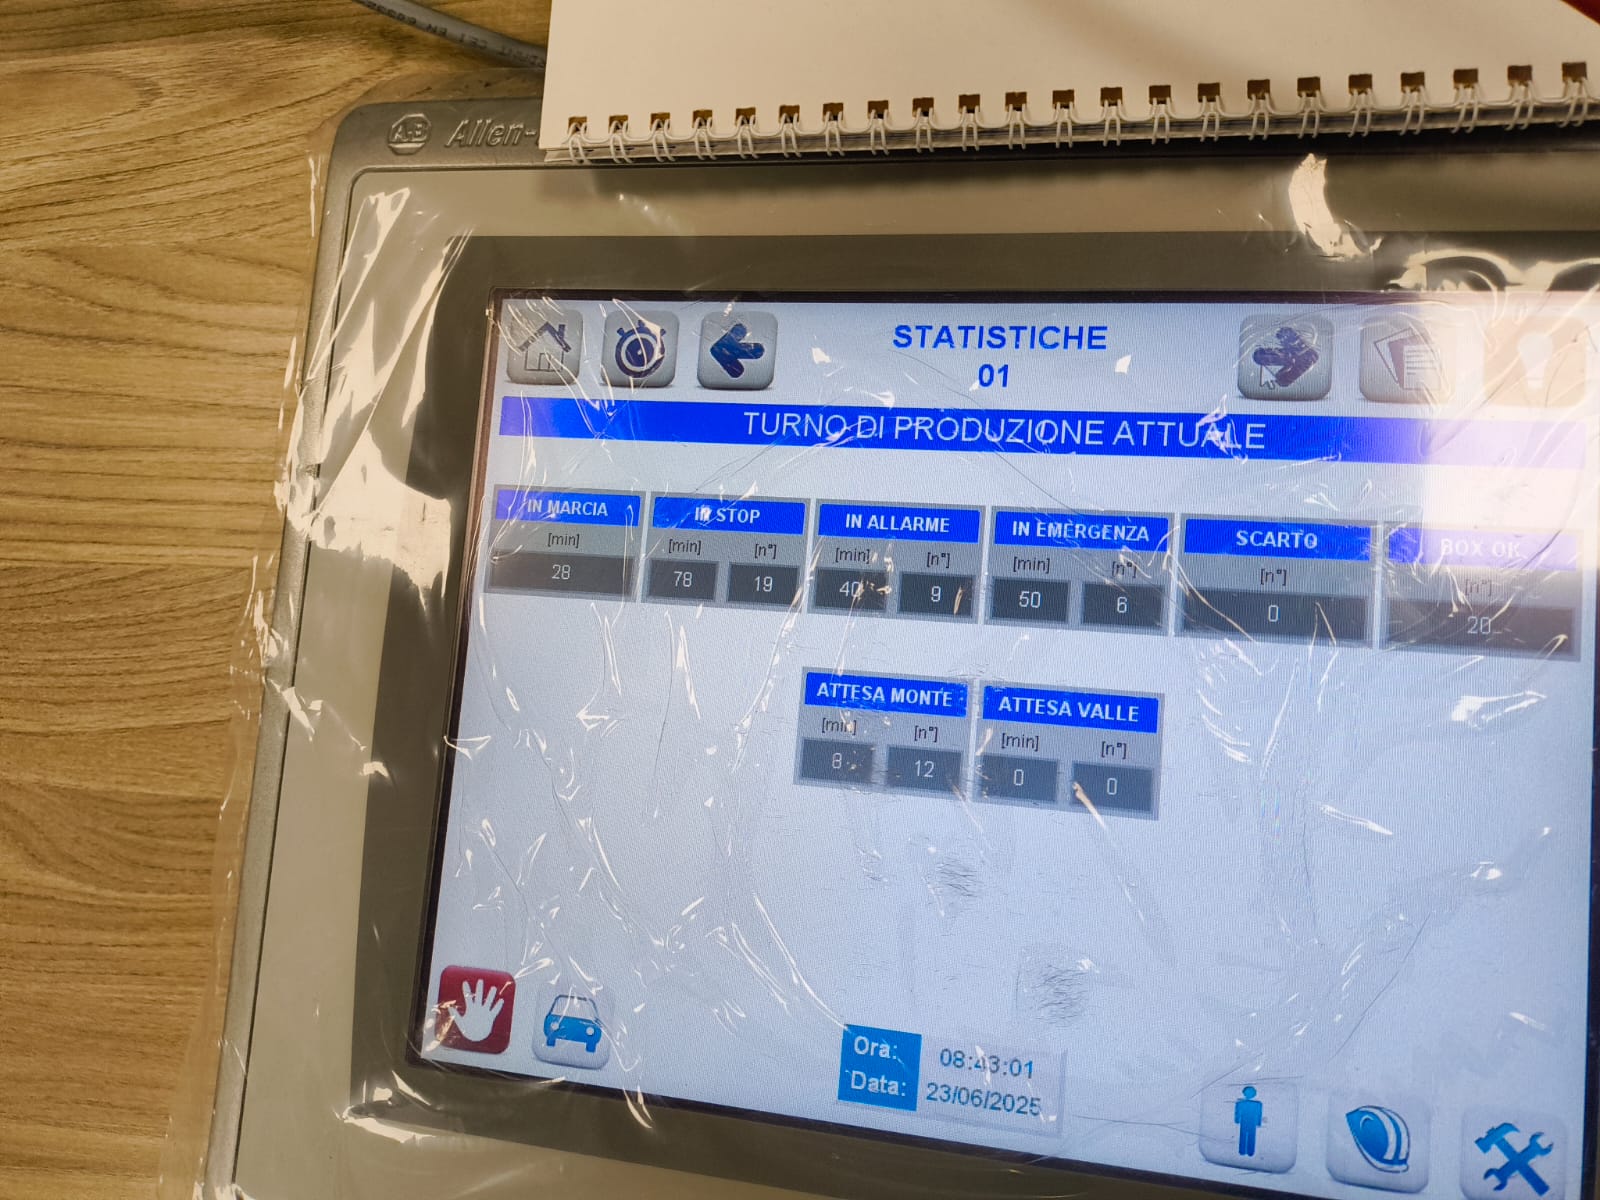 A-B Allen-
STATISTICHE
01
TURNO DI PRODUZIONE ATTUALE
IN MARCIA
[min]
28
IN STOP
[min] [n°]
78 19
IN ALLARME
[min] [n°]
40 9
IN EMERGENZA
[min] [n°]
50 6
SCARTO
[n°]
0
BOX OK
[n°]
20
ATTESA MONTE
[min] [n°]
8 12
ATTESA VALLE
[min] [n°]
0 0
Ora: 08:43:01
Data: 23/06/2025